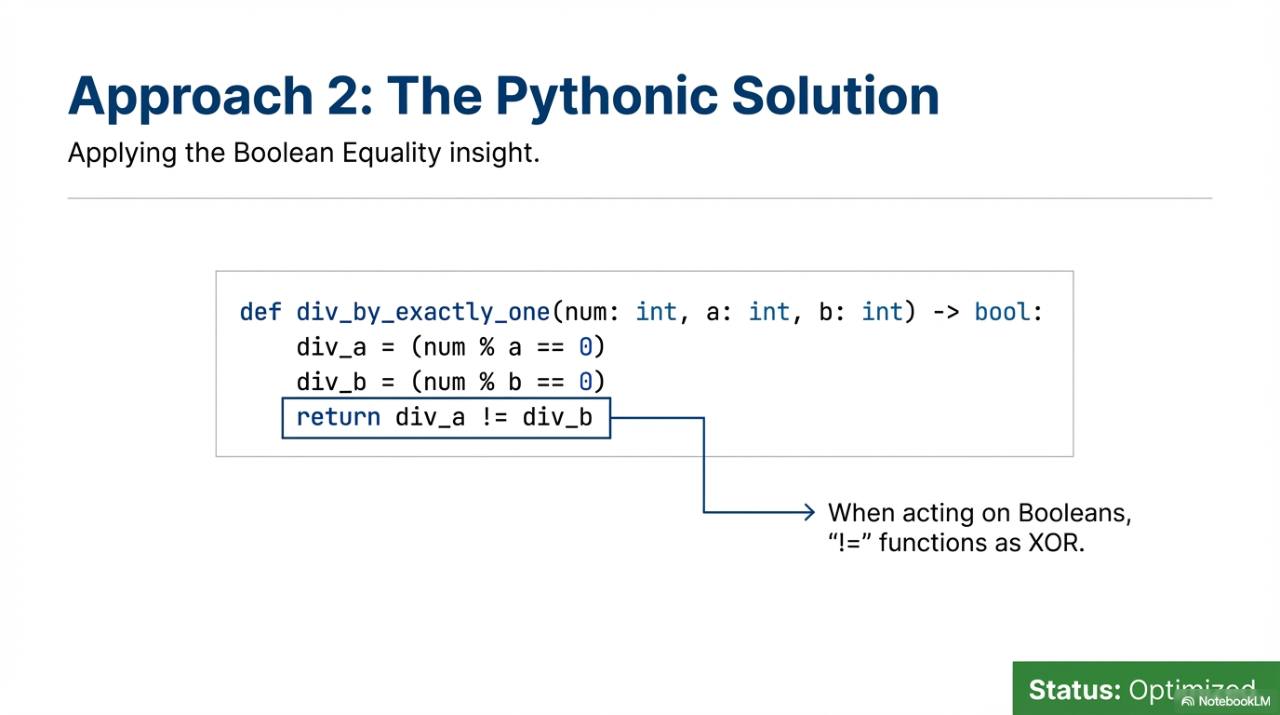 Approach 2: The Pythonic Solution
Applying the Boolean Equality insight.
def div_by_exactly_one(num: int, a: int, b: int) -> bool:
    div_a = (num % a == 0)
    div_b = (num % b == 0)
    return div_a != div_b
When acting on Booleans,
“!=” functions as XOR.
Status: Optimized
NotebookLM